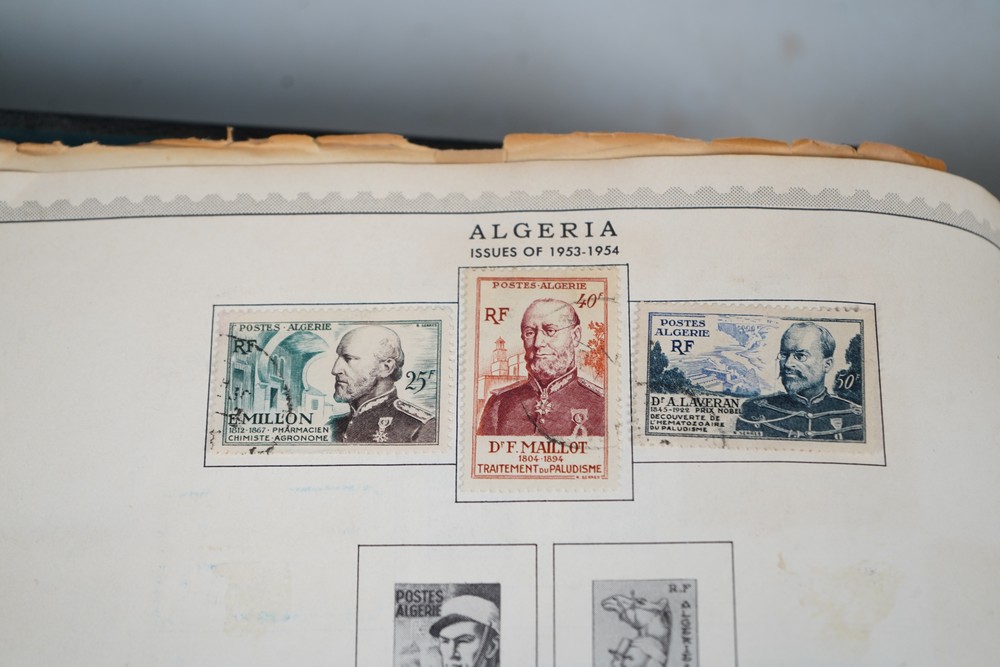 ALGERIA
ISSUES OF 1953-1954
POSTES · ALGERIE
RF
25F
E. MILLON
1812-1867 · PHARMACIEN
CHIMISTE · AGRONOME
POSTES · ALGERIE
40F
RF
Dr F. MAILLOT
1804 · 1894
TRAITEMENT DU PALUDISME
POSTES
ALGERIE
RF
50F
Dr A. LAVERAN
1845-1922 PRIX NOBEL
DECOUVERTE DE
L'HEMATOZOAIRE
DU PALUDISME
POSTES
ALGERIE
R.F